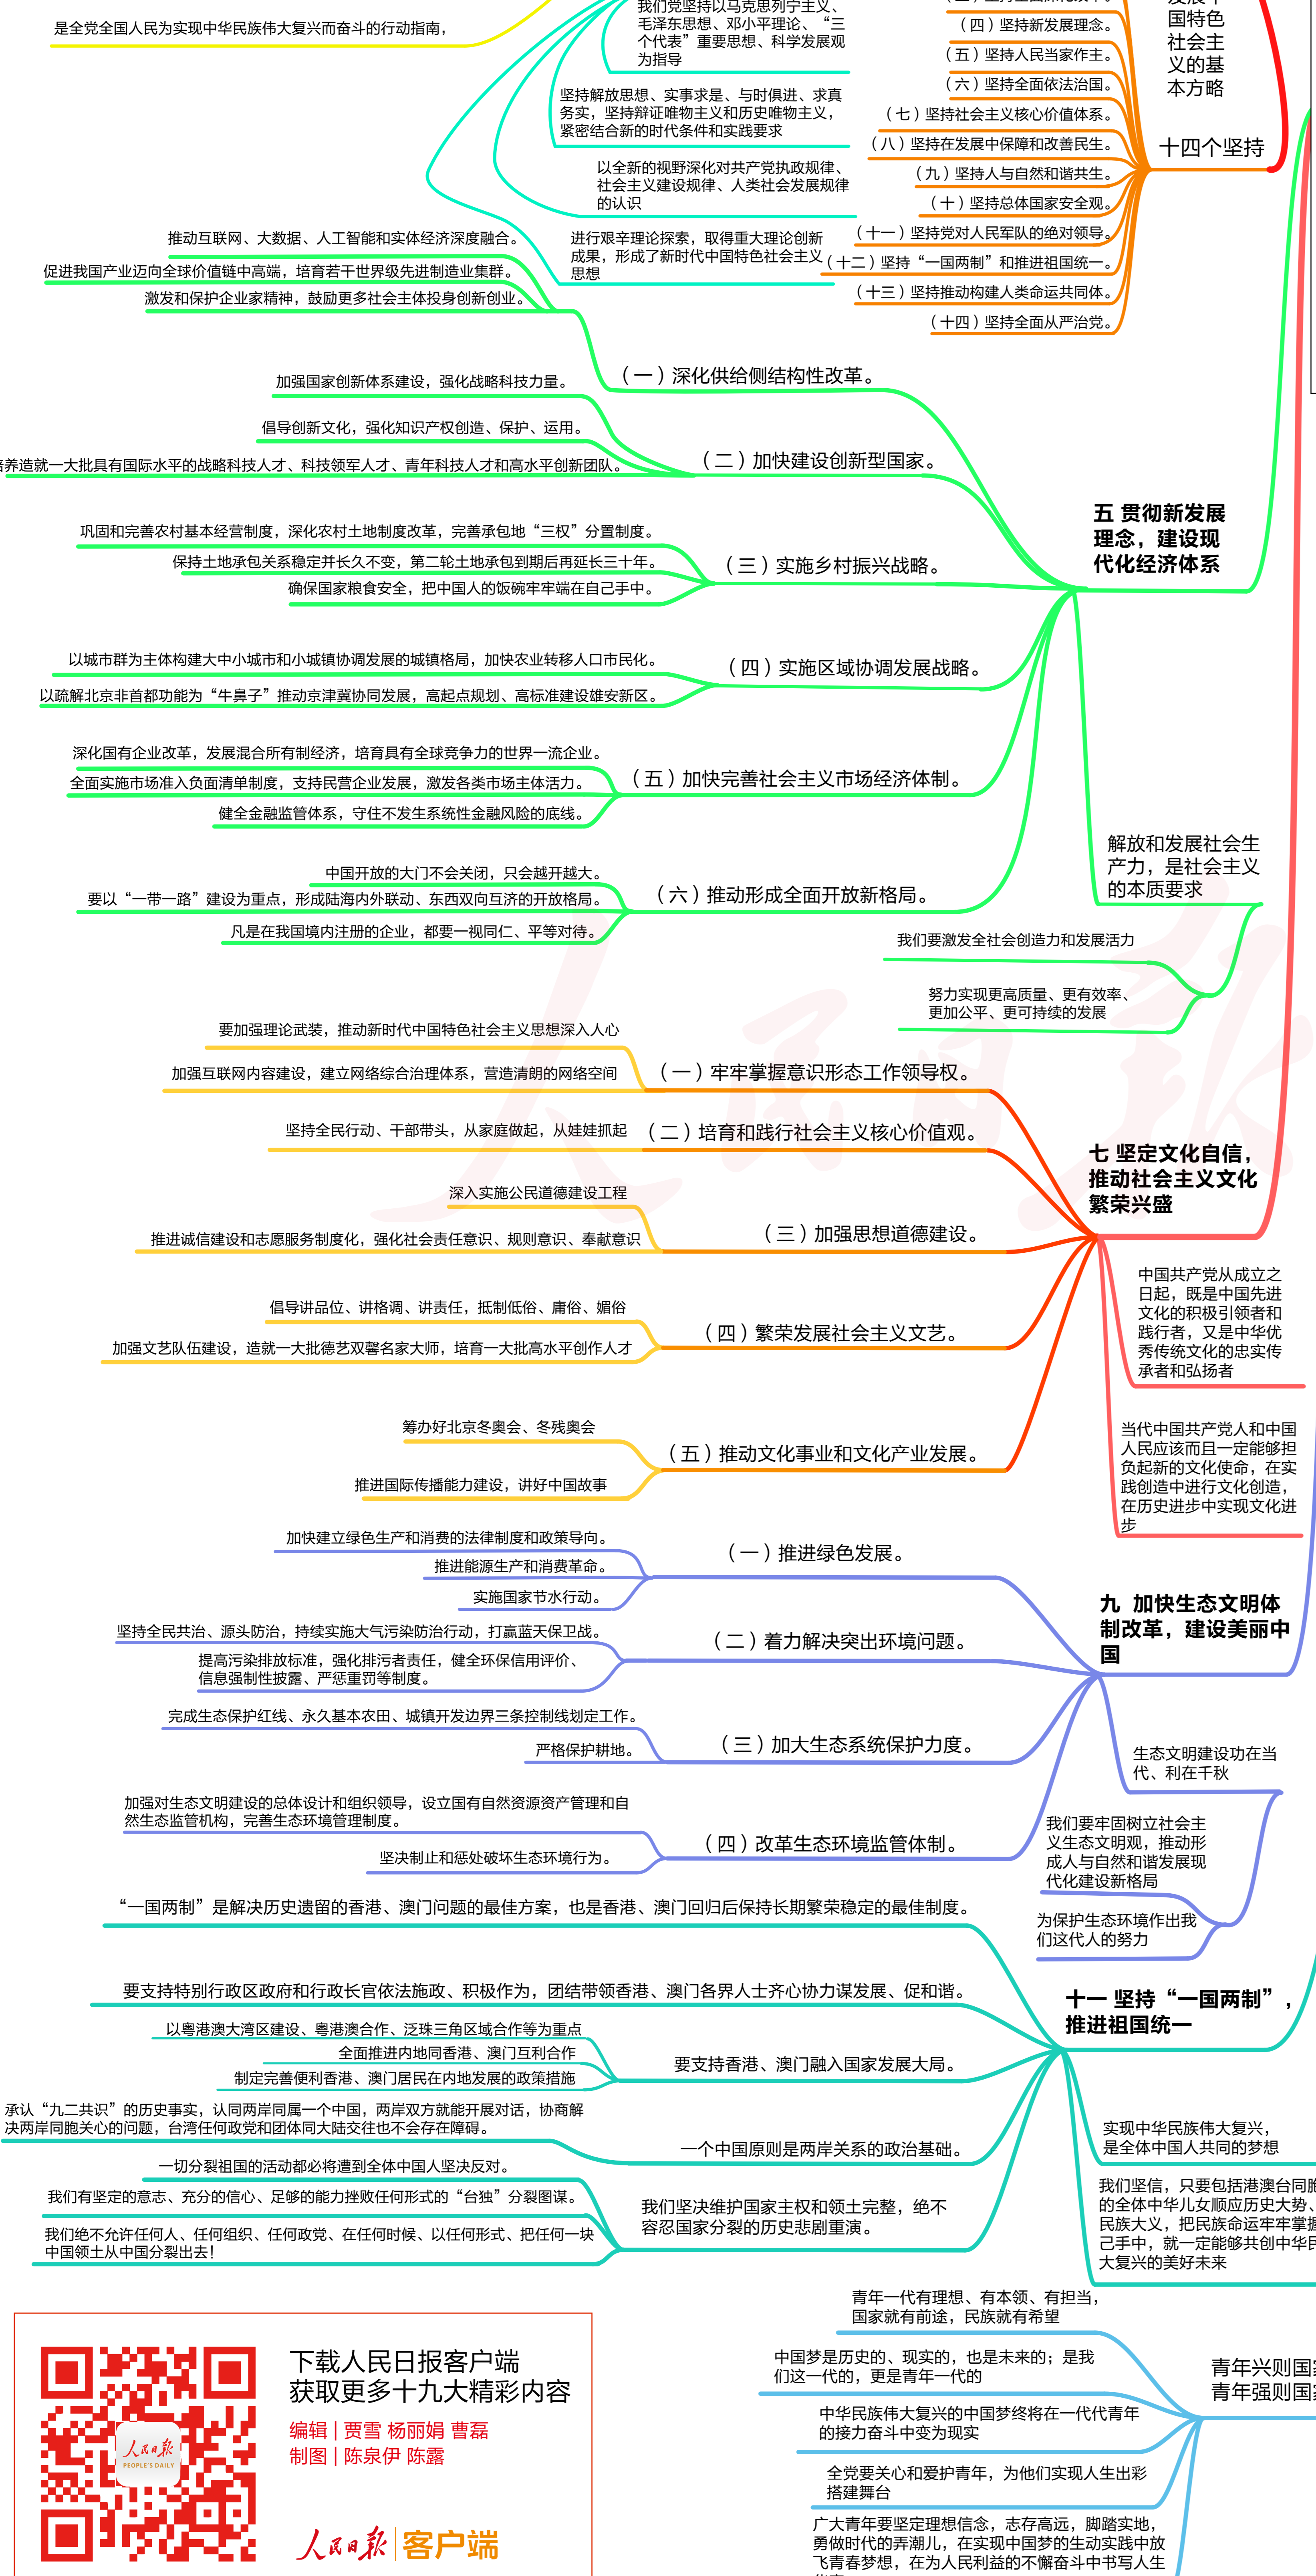 是全党全国人民为实现中华民族伟大复兴而奋斗的行动指南，
我们党坚持以马克思列宁主义、
毛泽东思想、邓小平理论、“三
个代表”重要思想、科学发展观
为指导
坚持解放思想、实事求是、与时俱进、求真
务实，坚持辩证唯物主义和历史唯物主义，
紧密结合新的时代条件和实践要求
以全新的视野深化对共产党执政规律、
社会主义建设规律、人类社会发展规律
的认识
进行艰辛理论探索，取得重大理论创新
成果，形成了新时代中国特色社会主义
思想
国特色
社会主
义的基
本方略
十四个坚持
（四）坚持新发展理念。
（五）坚持人民当家作主。
（六）坚持全面依法治国。
（七）坚持社会主义核心价值体系。
（八）坚持在发展中保障和改善民生。
（九）坚持人与自然和谐共生。
（十）坚持总体国家安全观。
（十一）坚持党对人民军队的绝对领导。
（十二）坚持“一国两制”和推进祖国统一。
（十三）坚持推动构建人类命运共同体。
（十四）坚持全面从严治党。
五 贯彻新发展
理念，建设现
代化经济体系
（一）深化供给侧结构性改革。
推动互联网、大数据、人工智能和实体经济深度融合。
促进我国产业迈向全球价值链中高端，培育若干世界级先进制造业集群。
激发和保护企业家精神，鼓励更多社会主体投身创新创业。
（二）加快建设创新型国家。
加强国家创新体系建设，强化战略科技力量。
倡导创新文化，强化知识产权创造、保护、运用。
养造就一大批具有国际水平的战略科技人才、科技领军人才、青年科技人才和高水平创新团队。
（三）实施乡村振兴战略。
巩固和完善农村基本经营制度，深化农村土地制度改革，完善承包地“三权”分置制度。
保持土地承包关系稳定并长久不变，第二轮土地承包到期后再延长三十年。
确保国家粮食安全，把中国人的饭碗牢牢端在自己手中。
（四）实施区域协调发展战略。
以城市群为主体构建大中小城市和小城镇协调发展的城镇格局，加快农业转移人口市民化。
以疏解北京非首都功能为“牛鼻子”推动京津冀协同发展，高起点规划、高标准建设雄安新区。
（五）加快完善社会主义市场经济体制。
深化国有企业改革，发展混合所有制经济，培育具有全球竞争力的世界一流企业。
全面实施市场准入负面清单制度，支持民营企业发展，激发各类市场主体活力。
健全金融监管体系，守住不发生系统性金融风险的底线。
（六）推动形成全面开放新格局。
中国开放的大门不会关闭，只会越开越大。
要以“一带一路”建设为重点，形成陆海内外联动、东西双向互济的开放格局。
凡是在我国境内注册的企业，都要一视同仁、平等对待。
解放和发展社会生
产力，是社会主义
的本质要求
我们要激发全社会创造力和发展活力
努力实现更高质量、更有效率、
更加公平、更可持续的发展
人民日报
七 坚定文化自信，
推动社会主义文化
繁荣兴盛
（一）牢牢掌握意识形态工作领导权。
要加强理论武装，推动新时代中国特色社会主义思想深入人心
加强互联网内容建设，建立网络综合治理体系，营造清朗的网络空间
（二）培育和践行社会主义核心价值观。
坚持全民行动、干部带头，从家庭做起，从娃娃抓起
（三）加强思想道德建设。
深入实施公民道德建设工程
推进诚信建设和志愿服务制度化，强化社会责任意识、规则意识、奉献意识
（四）繁荣发展社会主义文艺。
倡导讲品位、讲格调、讲责任，抵制低俗、庸俗、媚俗
加强文艺队伍建设，造就一大批德艺双馨名家大师，培育一大批高水平创作人才
（五）推动文化事业和文化产业发展。
筹办好北京冬奥会、冬残奥会
推进国际传播能力建设，讲好中国故事
中国共产党从成立之
日起，既是中国先进
文化的积极引领者和
践行者，又是中华优
秀传统文化的忠实传
承者和弘扬者
当代中国共产党人和中国
人民应该而且一定能够担
负起新的文化使命，在实
践创造中进行文化创造，
在历史进步中实现文化进
步
九 加快生态文明体
制改革，建设美丽中
国
（一）推进绿色发展。
加快建立绿色生产和消费的法律制度和政策导向。
推进能源生产和消费革命。
实施国家节水行动。
（二）着力解决突出环境问题。
坚持全民共治、源头防治，持续实施大气污染防治行动，打赢蓝天保卫战。
提高污染排放标准，强化排污者责任，健全环保信用评价、
信息强制性披露、严惩重罚等制度。
（三）加大生态系统保护力度。
完成生态保护红线、永久基本农田、城镇开发边界三条控制线划定工作。
严格保护耕地。
（四）改革生态环境监管体制。
加强对生态文明建设的总体设计和组织领导，设立国有自然资源资产管理和自
然生态监管机构，完善生态环境管理制度。
坚决制止和惩处破坏生态环境行为。
生态文明建设功在当
代、利在千秋
我们要牢固树立社会主
义生态文明观，推动形
成人与自然和谐发展现
代化建设新格局
为保护生态环境作出我
们这代人的努力
十一 坚持“一国两制”，
推进祖国统一
“一国两制”是解决历史遗留的香港、澳门问题的最佳方案，也是香港、澳门回归后保持长期繁荣稳定的最佳制度。
要支持特别行政区政府和行政长官依法施政、积极作为，团结带领香港、澳门各界人士齐心协力谋发展、促和谐。
要支持香港、澳门融入国家发展大局。
以粤港澳大湾区建设、粤港澳合作、泛珠三角区域合作等为重点
全面推进内地同香港、澳门互利合作
制定完善便利香港、澳门居民在内地发展的政策措施
一个中国原则是两岸关系的政治基础。
承认“九二共识”的历史事实，认同两岸同属一个中国，两岸双方就能开展对话，协商解
决两岸同胞关心的问题，台湾任何政党和团体同大陆交往也不会存在障碍。
我们坚决维护国家主权和领土完整，绝不
容忍国家分裂的历史悲剧重演。
一切分裂祖国的活动都必将遭到全体中国人坚决反对。
我们有坚定的意志、充分的信心、足够的能力挫败任何形式的“台独”分裂图谋。
我们绝不允许任何人、任何组织、任何政党、在任何时候、以任何形式、把任何一块
中国领土从中国分裂出去！
实现中华民族伟大复兴，
是全体中国人共同的梦想
我们坚信，只要包括港澳台同胞
的全体中华儿女顺应历史大势、
民族大义，把民族命运牢牢掌握
己手中，就一定能够共创中华民
大复兴的美好未来
青年兴则国家
青年强则国家
青年一代有理想、有本领、有担当，
国家就有前途，民族就有希望
中国梦是历史的、现实的，也是未来的；是我
们这一代的，更是青年一代的
中华民族伟大复兴的中国梦终将在一代代青年
的接力奋斗中变为现实
全党要关心和爱护青年，为他们实现人生出彩
搭建舞台
广大青年要坚定理想信念，志存高远，脚踏实地，
勇做时代的弄潮儿，在实现中国梦的生动实践中放
飞青春梦想，在为人民利益的不懈奋斗中书写人生
下载人民日报客户端
获取更多十九大精彩内容
编辑 | 贾雪 杨丽娟 曹磊
制图 | 陈泉伊 陈露
人民日报
PEOPLE'S DAILY
人民日报 客户端